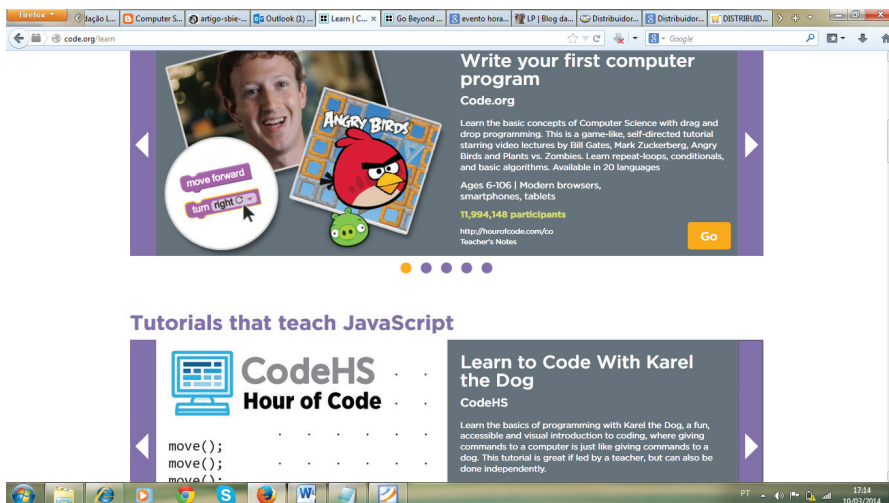 Firefox
dação L...
Computer S...
artigo-sbie-...
Outlook (1) ...
Learn | C...
Go Beyond ...
evento hora...
LP | Blog da...
Distribuidor...
Distribuidor...
DISTRIBUID...
code.org/learn
Google
ANGRY BIRDS
move forward
turn right
Write your first computer
program
Code.org
Learn the basic concepts of Computer Science with drag and
drop programming. This is a game-like, self-directed tutorial
starring video lectures by Bill Gates, Mark Zuckerberg, Angry
Birds and Plants vs. Zombies. Learn repeat-loops, conditionals,
and basic algorithms. Available in 20 languages
Ages 6-106 | Modern browsers,
smartphones, tablets
11,994,148 participants
http://hourofcode.com/co
Teacher's Notes
Go
Tutorials that teach JavaScript
CodeHS
Hour of Code
move();
move();
move();
Learn to Code With Karel
the Dog
CodeHS
Learn the basics of programming with Karel the Dog, a fun,
accessible and visual introduction to coding, where giving
commands to a computer is just like giving commands to a
dog. This tutorial is great if led by a teacher, but can also be
done independently.
PT
17:14
10/03/2014